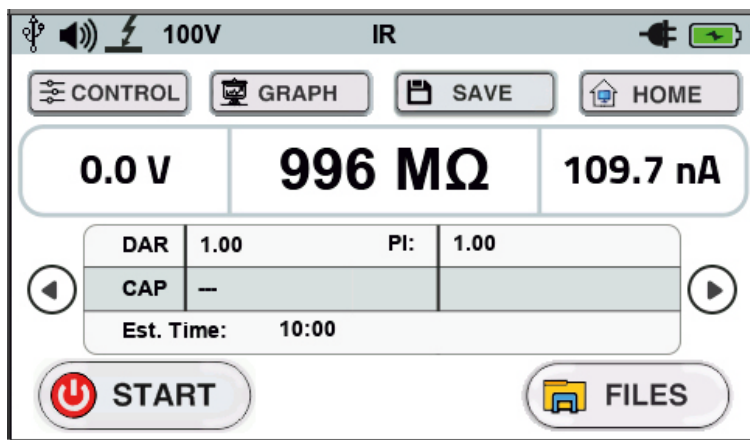 100V IR
CONTROL GRAPH SAVE HOME
0.0 V 996 MΩ 109.7 nA
DAR 1.00 PI: 1.00
CAP ---
Est. Time: 10:00
START FILES